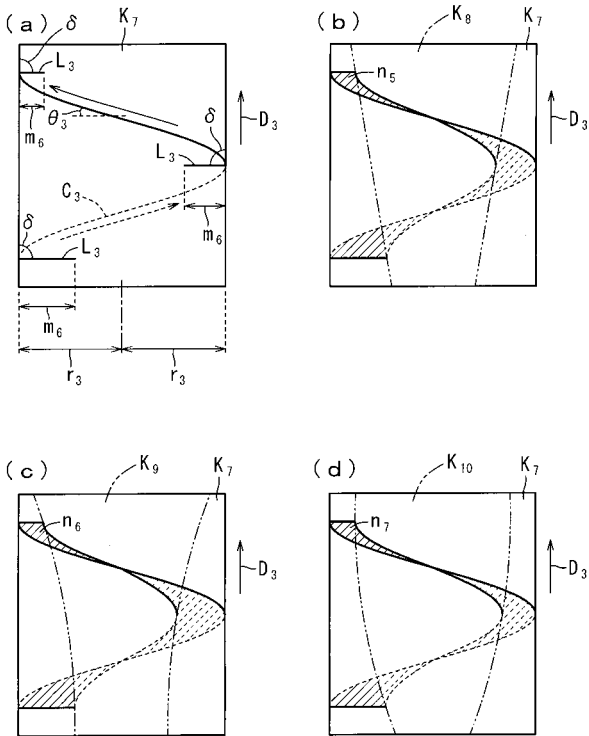 (a) δ K₇
L₃
θ₃
m₆
δ
L₃
D₃
C₃
m₆
δ
L₃
m₆
r₃ r₃
(b) K₈ K₇
n₅
D₃
(c) K₉ K₇
n₆
D₃
(d) K₁₀ K₇
n₇
D₃